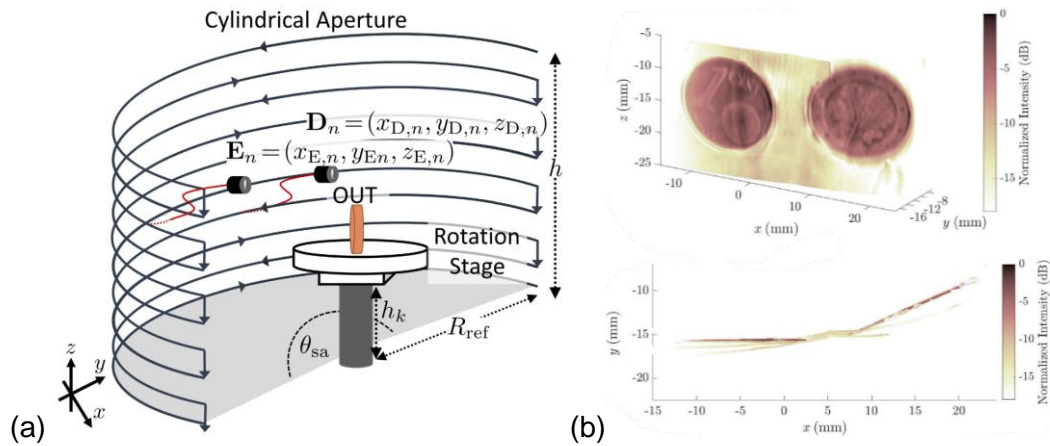 Cylindrical Aperture
D_n = (x_D,n, y_D,n, z_D,n)
E_n = (x_E,n, y_En, z_E,n)
h
OUT
Rotation
Stage
h_k
R_ref
θ_sa
z
y
x
(a)
-5
-10
-15
-20
-25
z (mm)
-10
0
10
20
x (mm)
-16
-12
-8
y (mm)
0
-5
-10
-15
Normalized Intensity (dB)
-10
-15
-20
y (mm)
-15
-10
-5
0
5
10
15
20
x (mm)
0
-5
-10
-15
Normalized Intensity (dB)
(b)